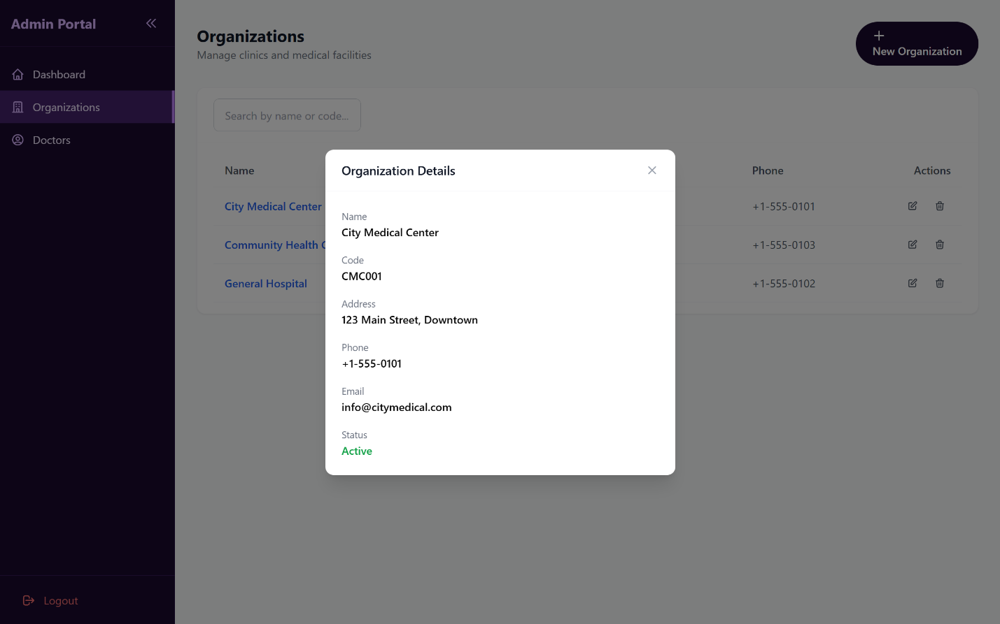 Admin Portal
Dashboard
Organizations
Doctors
Logout
Organizations
Manage clinics and medical facilities
New Organization
Search by name or code...
Name
Phone
Actions
City Medical Center
+1-555-0101
Community Health
+1-555-0103
General Hospital
+1-555-0102
Organization Details
Name
City Medical Center
Code
CMC001
Address
123 Main Street, Downtown
Phone
+1-555-0101
Email
info@citymedical.com
Status
Active